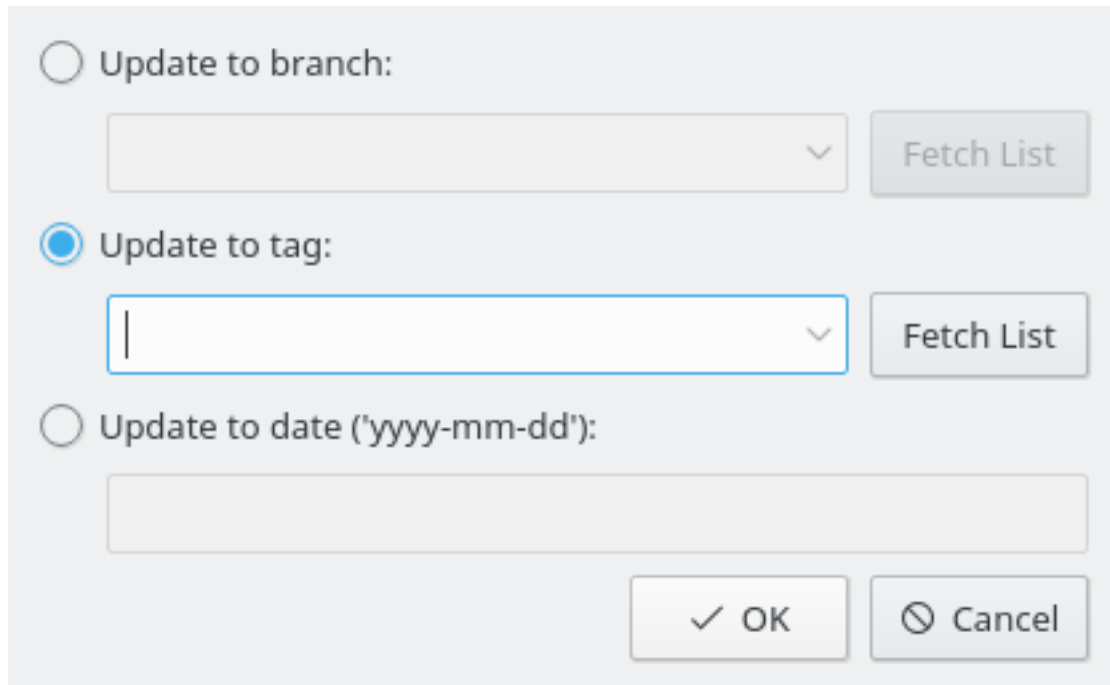 Update to branch:
Fetch List
Update to tag:
Fetch List
Update to date ('yyyy-mm-dd'):
OK
Cancel